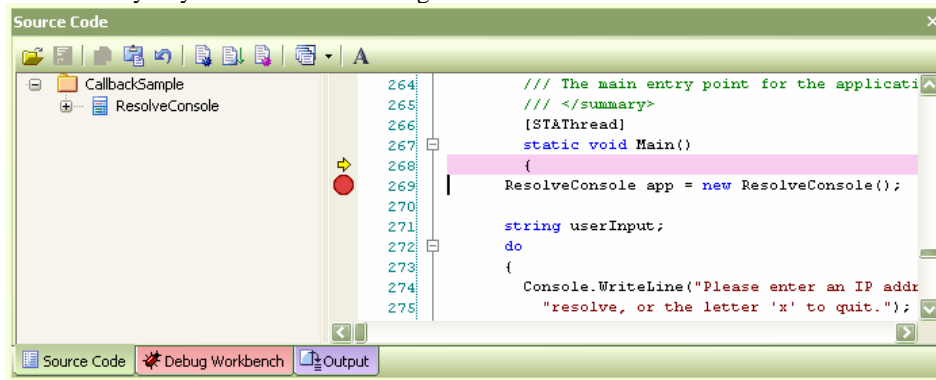 Source Code
A
CallbackSample
ResolveConsole
264 /// The main entry point for the applicati
265 /// </summary>
266 [STAThread]
267 static void Main()
268 {
269 ResolveConsole app = new ResolveConsole();
270
271 string userInput;
272 do
273 {
274 Console.WriteLine("Please enter an IP addr
275 "resolve, or the letter 'x' to quit.");
Source Code Debug Workbench Output